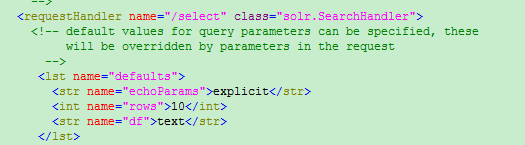 -->
<requestHandler name="/select" class="solr.SearchHandler">
<!-- default values for query parameters can be specified, these
will be overridden by parameters in the request
-->
<lst name="defaults">
<str name="echoParams">explicit</str>
<int name="rows">10</int>
<str name="df">text</str>
</lst>